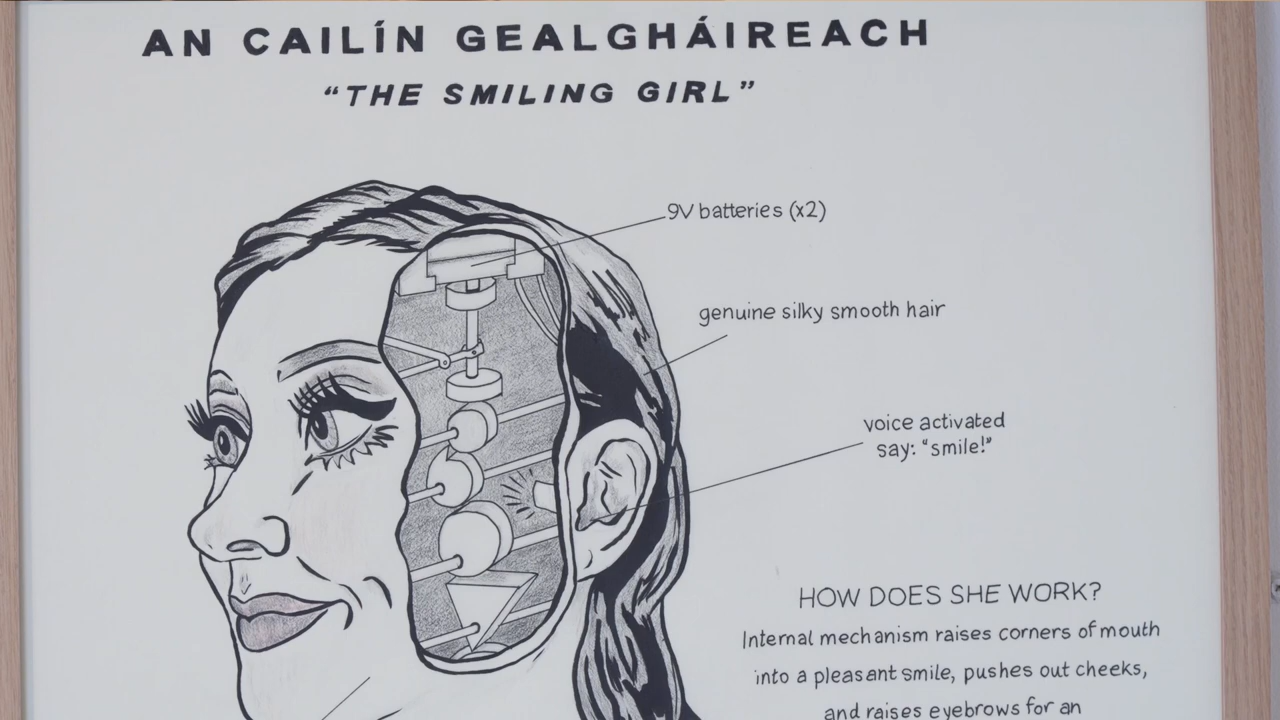 AN CAILÍN GEALGHÁIREACH
“THE SMILING GIRL”
9V batteries (x2)
genuine silky smooth hair
voice activated
say: “smile!”
HOW DOES SHE WORK?
Internal mechanism raises corners of mouth
into a pleasant smile, pushes out cheeks,
and raises eyebrows for an